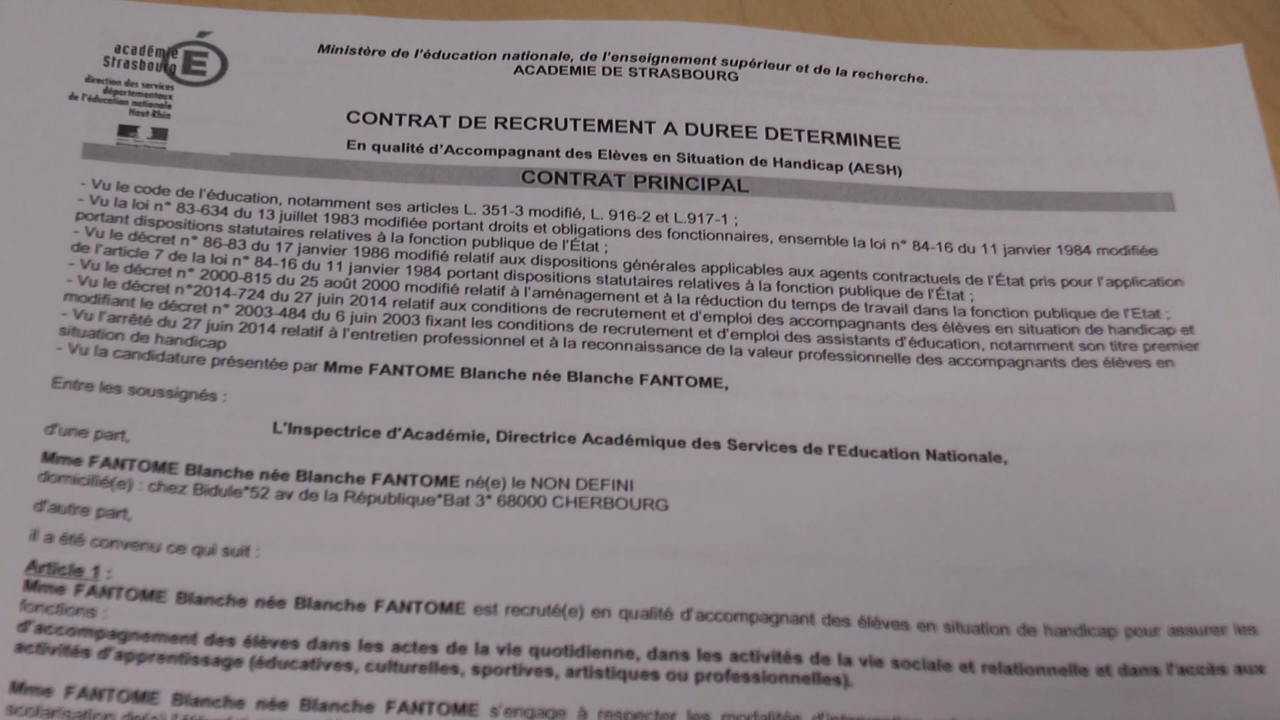 académie
Strasbourg
direction des services
départementaux
de l'éducation nationale
Haut-Rhin
Ministère de l'éducation nationale, de l'enseignement supérieur et de la recherche.
ACADEMIE DE STRASBOURG
CONTRAT DE RECRUTEMENT A DUREE DETERMINEE
En qualité d'Accompagnant des Elèves en Situation de Handicap (AESH)
CONTRAT PRINCIPAL
- Vu le code de l'éducation, notamment ses articles L. 351-3 modifié, L. 916-2 et L.917-1 ;
- Vu la loi n° 83-634 du 13 juillet 1983 modifiée portant droits et obligations des fonctionnaires, ensemble la loi n° 84-16 du 11 janvier 1984 modifiée
portant dispositions statutaires relatives à la fonction publique de l'État ;
- Vu le décret n° 86-83 du 17 janvier 1986 modifié relatif aux dispositions générales applicables aux agents contractuels de l'État pris pour l'application
de l'article 7 de la loi n° 84-16 du 11 janvier 1984 portant dispositions statutaires relatives à la fonction publique de l'État ;
- Vu le décret n° 2000-815 du 25 août 2000 modifié relatif à l'aménagement et à la réduction du temps de travail dans la fonction publique de l'Etat ;
- Vu le décret n°2014-724 du 27 juin 2014 relatif aux conditions de recrutement et d'emploi des accompagnants des élèves en situation de handicap et
modifiant le décret n° 2003-484 du 6 juin 2003 fixant les conditions de recrutement et d'emploi des assistants d'éducation, notamment son titre premier
- Vu l'arrêté du 27 juin 2014 relatif à l'entretien professionnel et à la reconnaissance de la valeur professionnelle des accompagnants des élèves en
situation de handicap
- Vu la candidature présentée par Mme FANTOME Blanche née Blanche FANTOME,
Entre les soussignés :
L'Inspectrice d'Académie, Directrice Académique des Services de l'Education Nationale,
d'une part,
Mme FANTOME Blanche née Blanche FANTOME né(e) le NON DEFINI
domicilié(e) : chez Bidule*52 av de la République*Bat 3* 68000 CHERBOURG
d'autre part,
il a été convenu ce qui suit :
Article 1 :
Mme FANTOME Blanche née Blanche FANTOME est recruté(e) en qualité d'accompagnant des élèves en situation de handicap pour assurer les
fonctions :
d'accompagnement des élèves dans les actes de la vie quotidienne, dans les activités de la vie sociale et relationnelle et dans l'accès aux
activités d'apprentissage (éducatives, culturelles, sportives, artistiques ou professionnelles).
Mme FANTOME Blanche née Blanche FANTOME s'engage à respecter les modalités